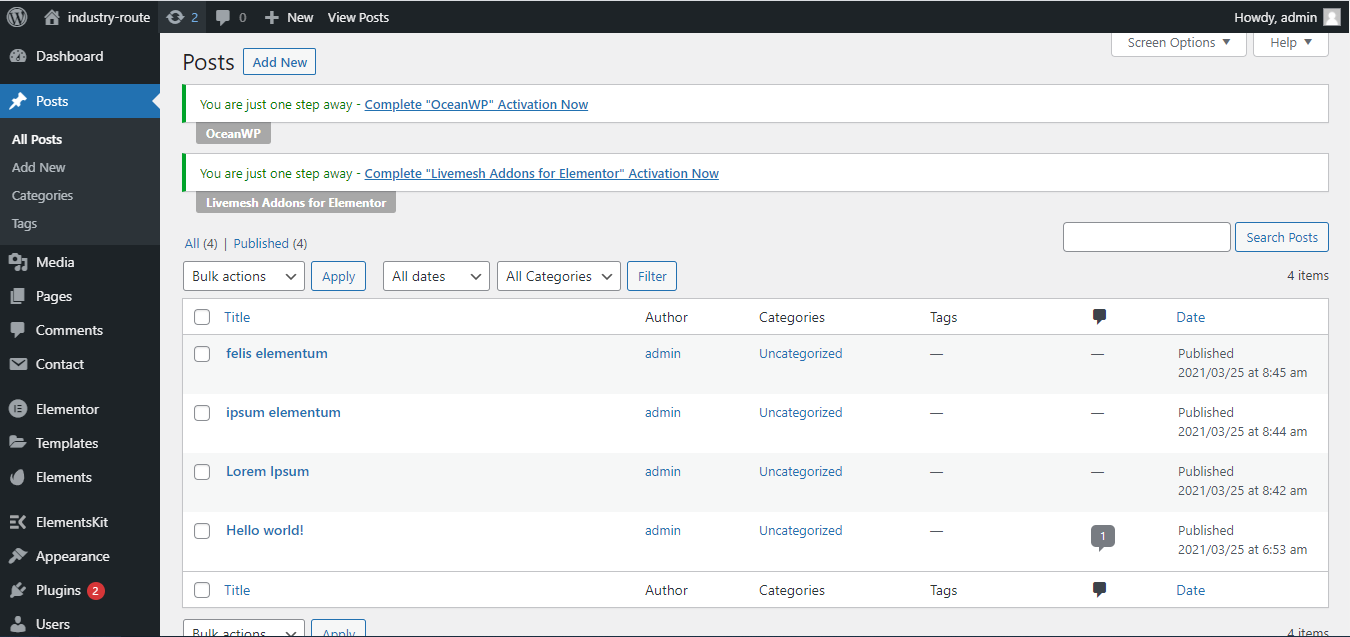 industry-route 2 0 New View Posts Howdy, admin
Dashboard
Posts
All Posts
Add New
Categories
Tags
Media
Pages
Comments
Contact
Elementor
Templates
Elements
ElementsKit
Appearance
Plugins 2
Users
Screen Options Help
Posts Add New
You are just one step away - Complete "OceanWP" Activation Now
OceanWP
You are just one step away - Complete "Livemesh Addons for Elementor" Activation Now
Livemesh Addons for Elementor
All (4) | Published (4)
Search Posts
Bulk actions Apply All dates All Categories Filter 4 items
Title Author Categories Tags Date
felis elementum admin Uncategorized — — Published
2021/03/25 at 8:45 am
ipsum elementum admin Uncategorized — — Published
2021/03/25 at 8:44 am
Lorem Ipsum admin Uncategorized — — Published
2021/03/25 at 8:42 am
Hello world! admin Uncategorized — 1 Published
2021/03/25 at 6:53 am
Title Author Categories Tags Date
Bulk actions Apply 4 items